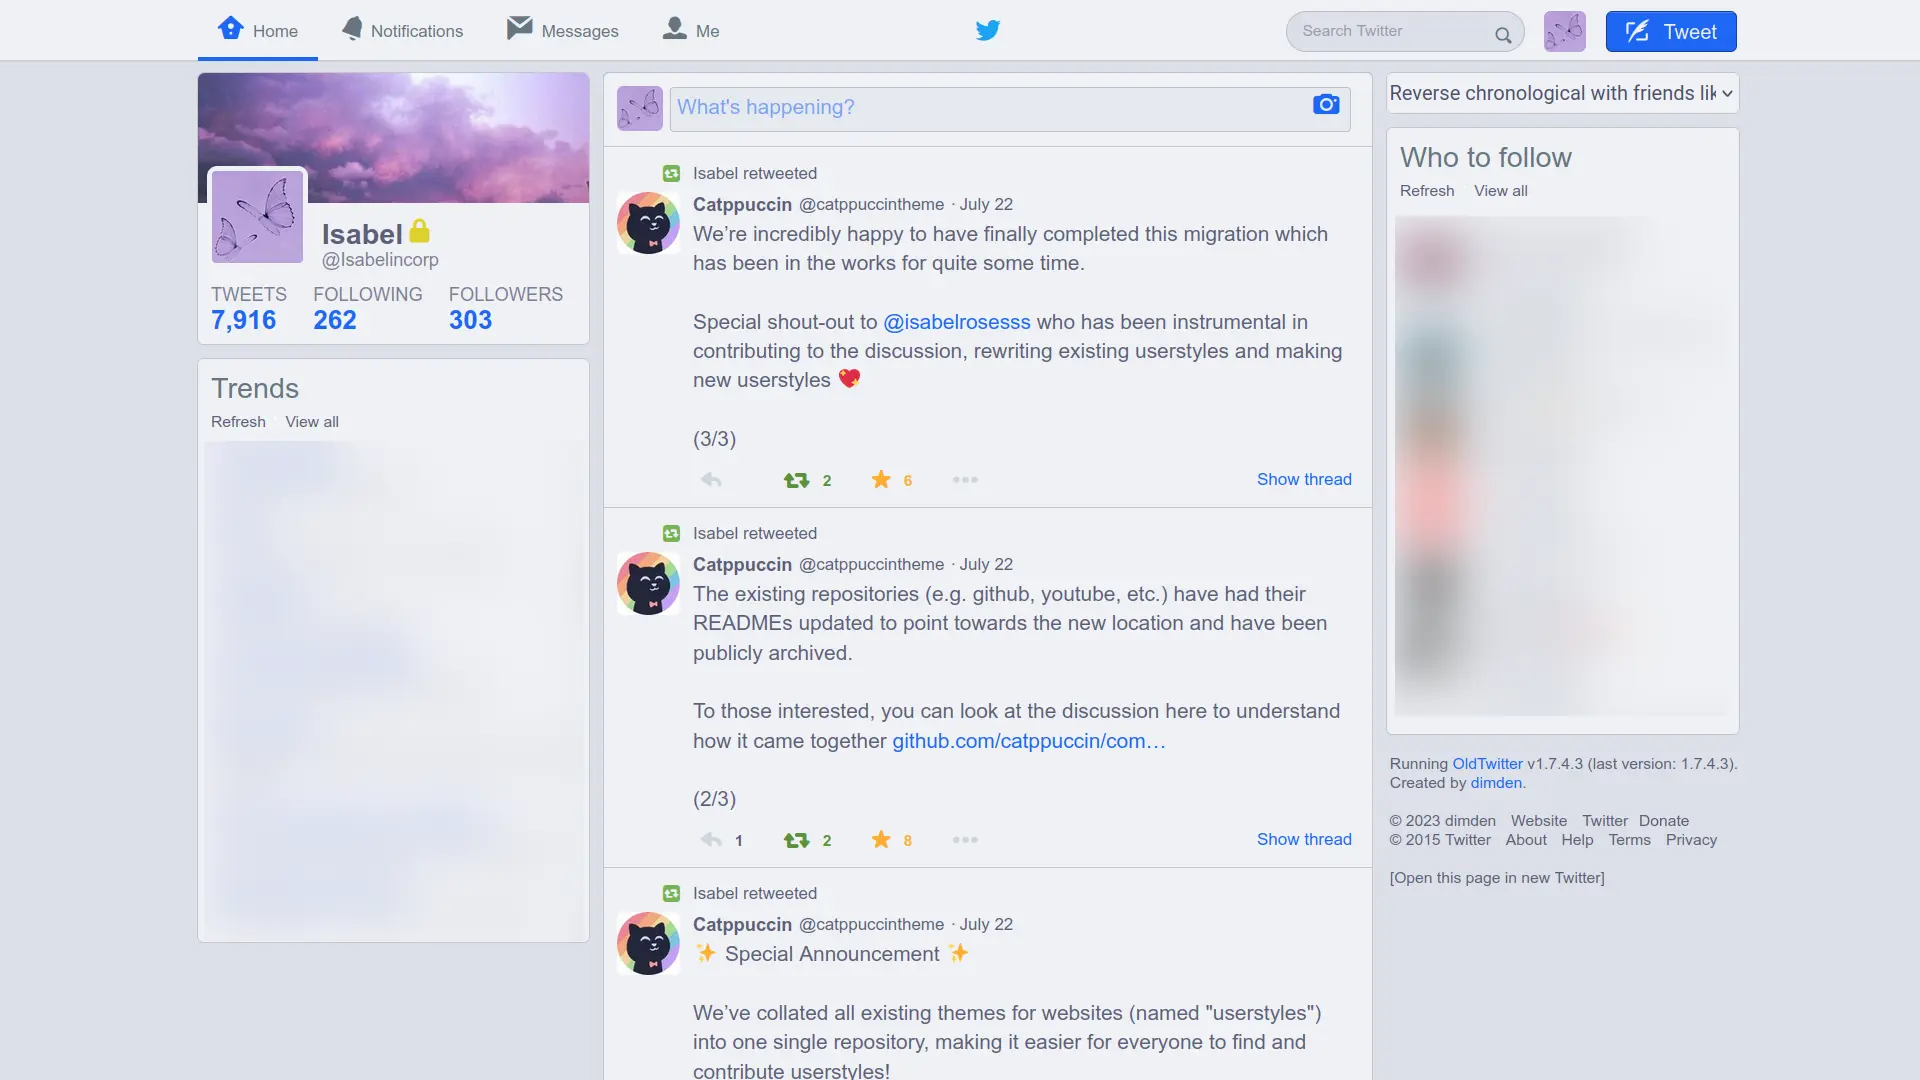 Home
Notifications
Messages
Me
Search Twitter
Tweet
Isabel
@Isabelincorp
TWEETS FOLLOWING FOLLOWERS
7,916 262 303
Trends
Refresh View all
What's happening?
Isabel retweeted
Catppuccin @catppuccintheme · July 22
We’re incredibly happy to have finally completed this migration which
has been in the works for quite some time.
Special shout-out to @isabelrosesss who has been instrumental in
contributing to the discussion, rewriting existing userstyles and making
new userstyles 💖
(3/3)
2 6 Show thread
Isabel retweeted
Catppuccin @catppuccintheme · July 22
The existing repositories (e.g. github, youtube, etc.) have had their
READMEs updated to point towards the new location and have been
publicly archived.
To those interested, you can look at the discussion here to understand
how it came together github.com/catppuccin/com…
(2/3)
1 2 8 Show thread
Isabel retweeted
Catppuccin @catppuccintheme · July 22
✨ Special Announcement ✨
We’ve collated all existing themes for websites (named "userstyles")
into one single repository, making it easier for everyone to find and
contribute userstyles!
Reverse chronological with friends lik
Who to follow
Refresh View all
Running OldTwitter v1.7.4.3 (last version: 1.7.4.3).
Created by dimden.
© 2023 dimden Website Twitter Donate
© 2015 Twitter About Help Terms Privacy
[Open this page in new Twitter]